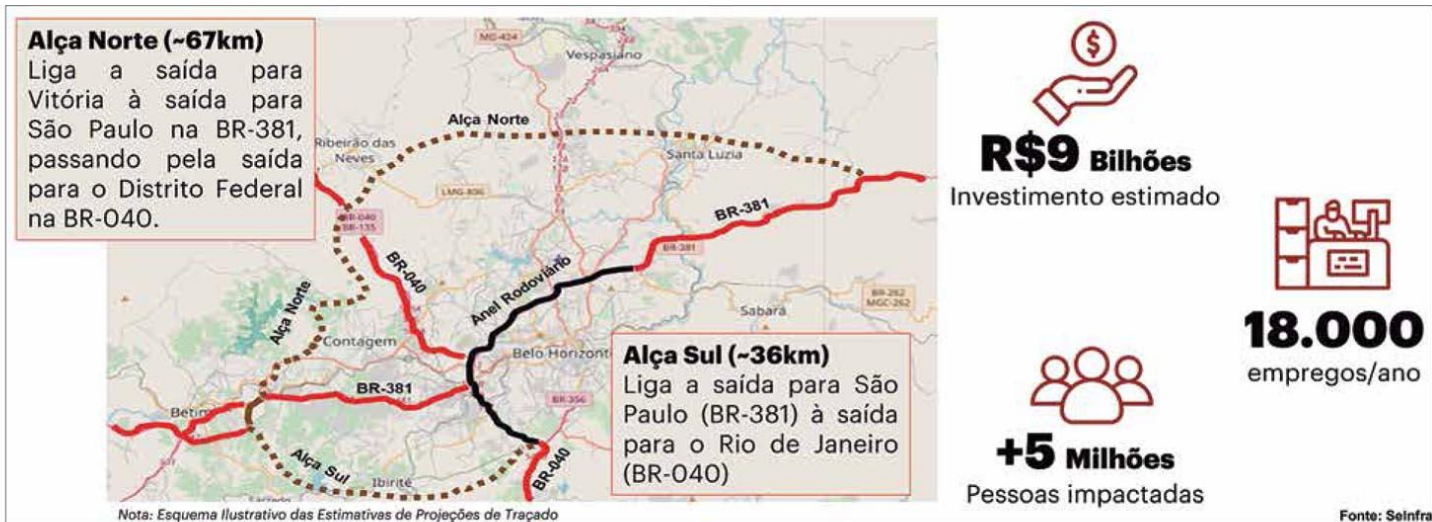 Alça Norte (~67km)
Liga a saída para
Vitória à saída para
São Paulo na BR-381,
passando pela saída
para o Distrito Federal
na BR-040.
MG-424
Vespasiano
Alça Norte
Ribeirão das
Neves
Santa Luzia
LMG-806
BR-040
BR-135
BR-381
BR-381
BR-040
Anel Rodoviário
BR-262
MGC-262
Sabará
Alça Norte
Contagem
Belo Horizont
BR-381
BR-356
Betim
Alça Sul
Ibirité
BR-040
Alça Sul (~36km)
Liga a saída para São
Paulo (BR-381) à saída
para o Rio de Janeiro
(BR-040)
Nota: Esquema Ilustrativo das Estimativas de Projeções de Traçado
$
R$9 Bilhões
Investimento estimado
18.000
empregos/ano
+5 Milhões
Pessoas impactadas
Fonte: SeInfra